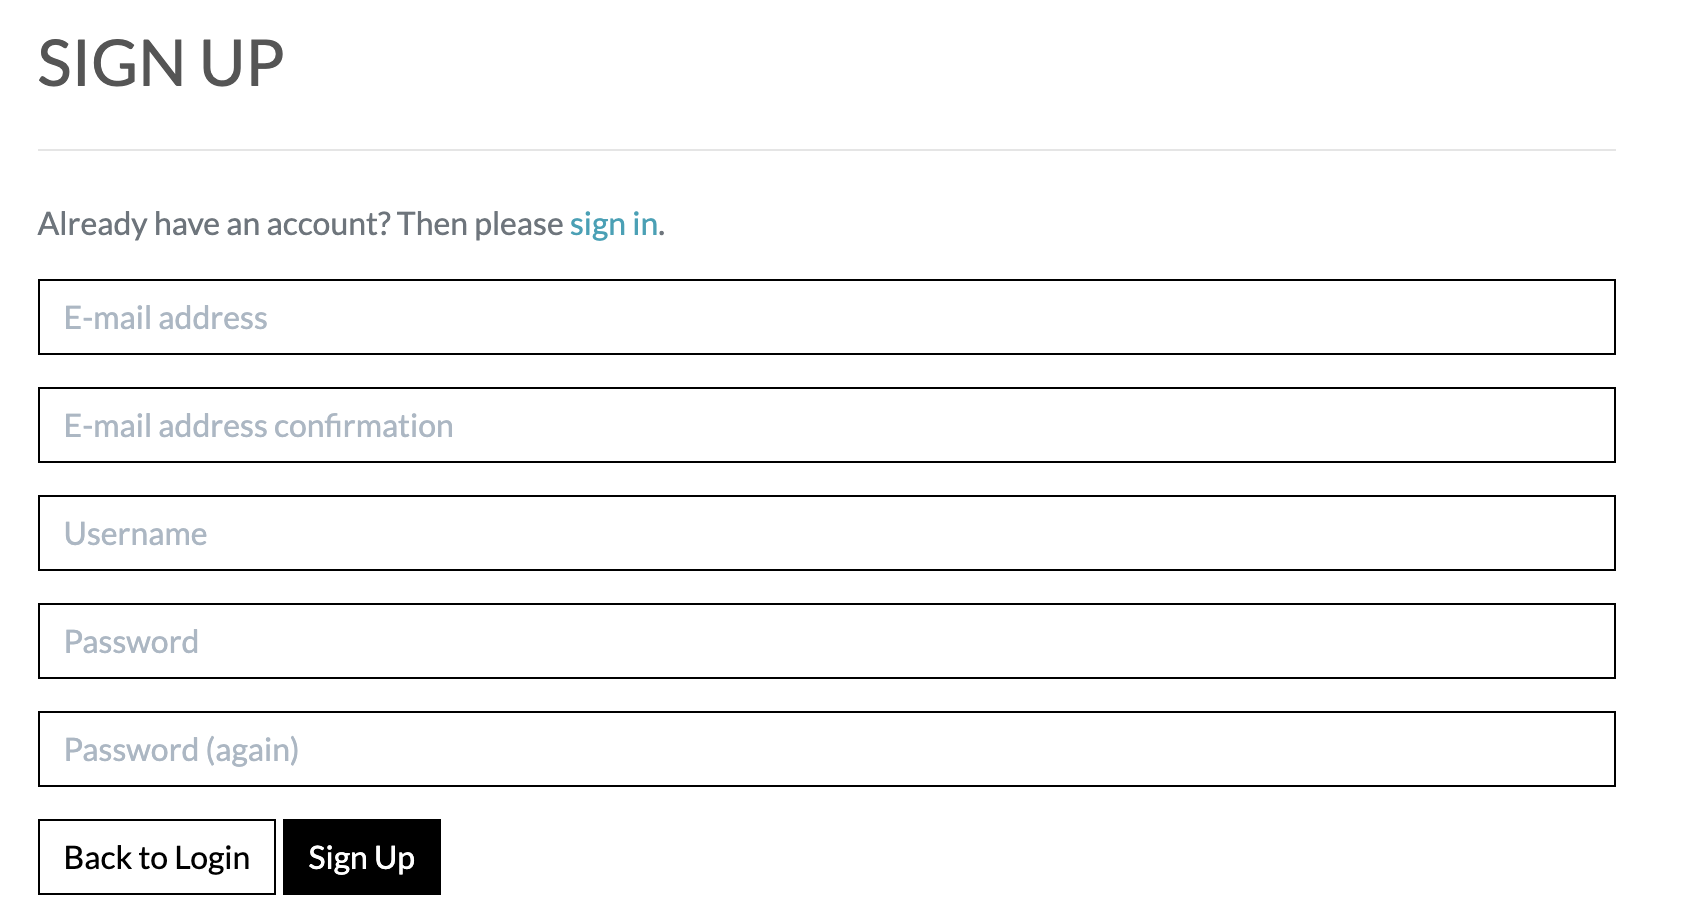 SIGN UP
Already have an account? Then please sign in.
E-mail address
E-mail address confirmation
Username
Password
Password (again)
Back to Login Sign Up